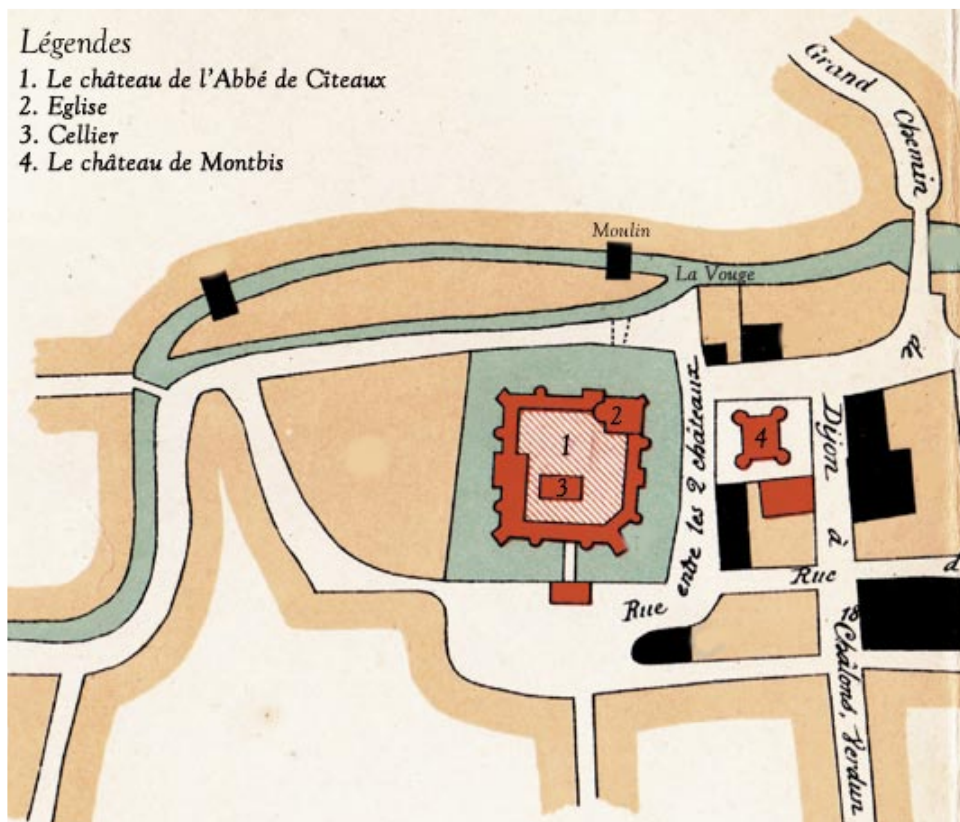 Légendes
1. Le château de l'Abbé de Cîteaux
2. Eglise
3. Cellier
4. Le château de Montbis
Grand Chemin de Dijon à Châlons, Verdun
Moulin
La Vouge
Rue entre les 2 châteaux
1
2
3
4
Rue d
18